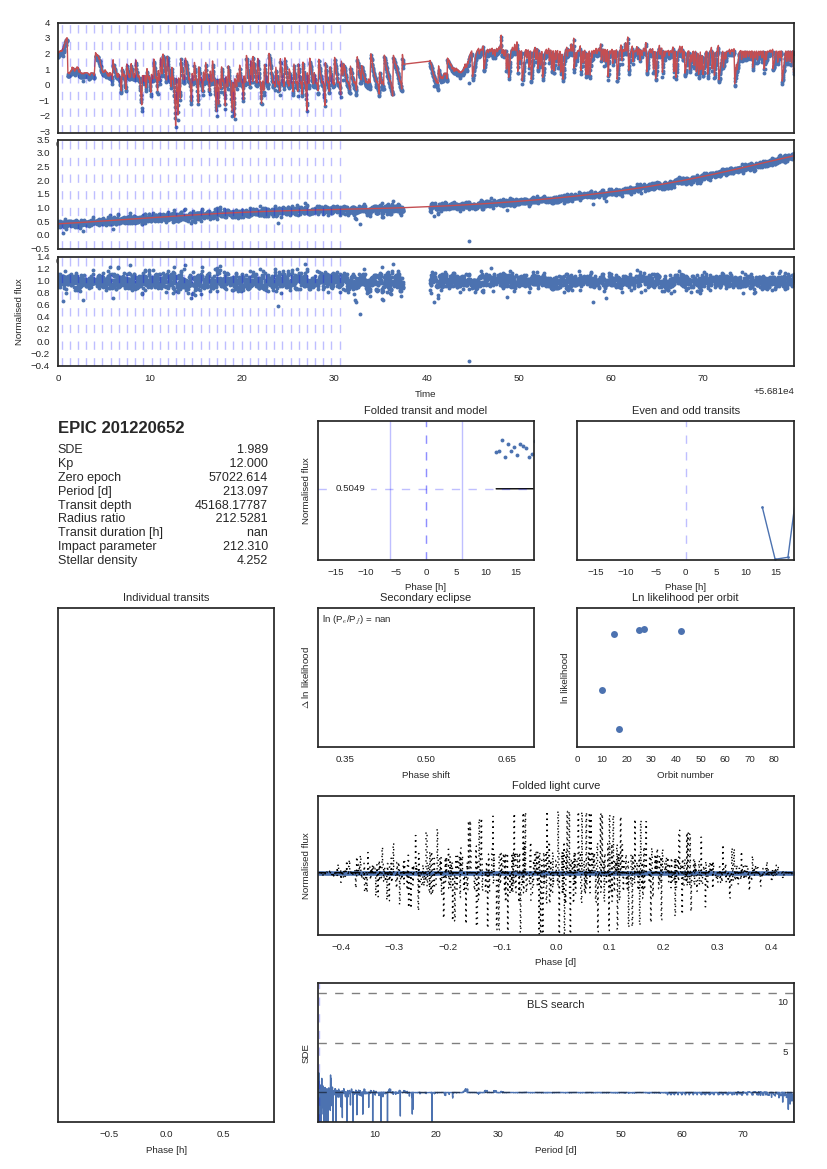 4
3
2
1
0
−1
−2
−3
3.5
3.0
2.5
2.0
1.5
1.0
0.5
0.0
−0.5
Normalised flux
1.4
1.2
1.0
0.8
0.6
0.4
0.2
0.0
−0.2
−0.4
0 10 20 30 40 50 60 70
Time
+5.681e4
EPIC 201220652
SDE 1.989
Kp 12.000
Zero epoch 57022.614
Period [d] 213.097
Transit depth 45168.17787
Radius ratio 212.5281
Transit duration [h] nan
Impact parameter 212.310
Stellar density 4.252
Folded transit and model
Normalised flux
0.5049
−15 −10 −5 0 5 10 15
Phase [h]
Even and odd transits
−15 −10 −5 0 5 10 15
Phase [h]
Individual transits
−0.5 0.0 0.5
Phase [h]
Secondary eclipse
Δ ln likelihood
0.35 0.50 0.65
Phase shift
Ln likelihood per orbit
ln likelihood
0 10 20 30 40 50 60 70 80
Orbit number
Folded light curve
Normalised flux
−0.4 −0.3 −0.2 −0.1 0.0 0.1 0.2 0.3 0.4
Phase [d]
BLS search
10
5
SDE
10 20 30 40 50 60 70
Period [d]